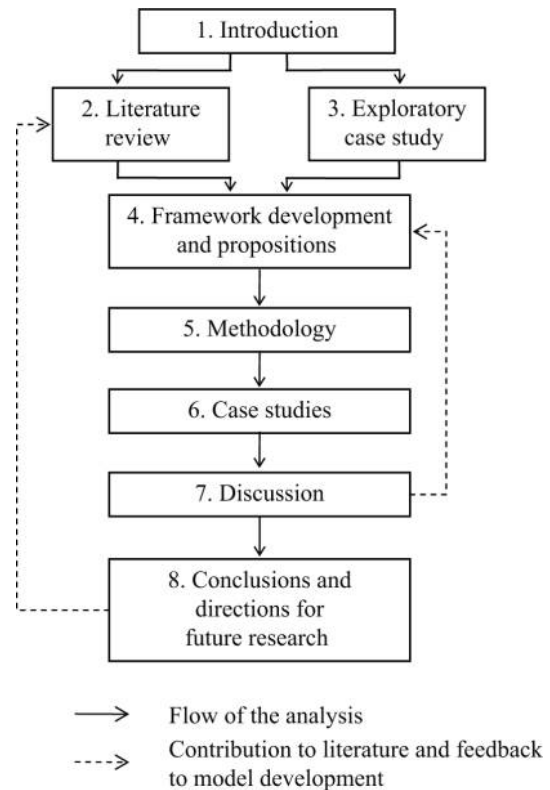 1. Introduction
2. Literature
review
3. Exploratory
case study
4. Framework development
and propositions
5. Methodology
6. Case studies
7. Discussion
8. Conclusions and
directions for
future research
Flow of the analysis
Contribution to literature and feedback
to model development